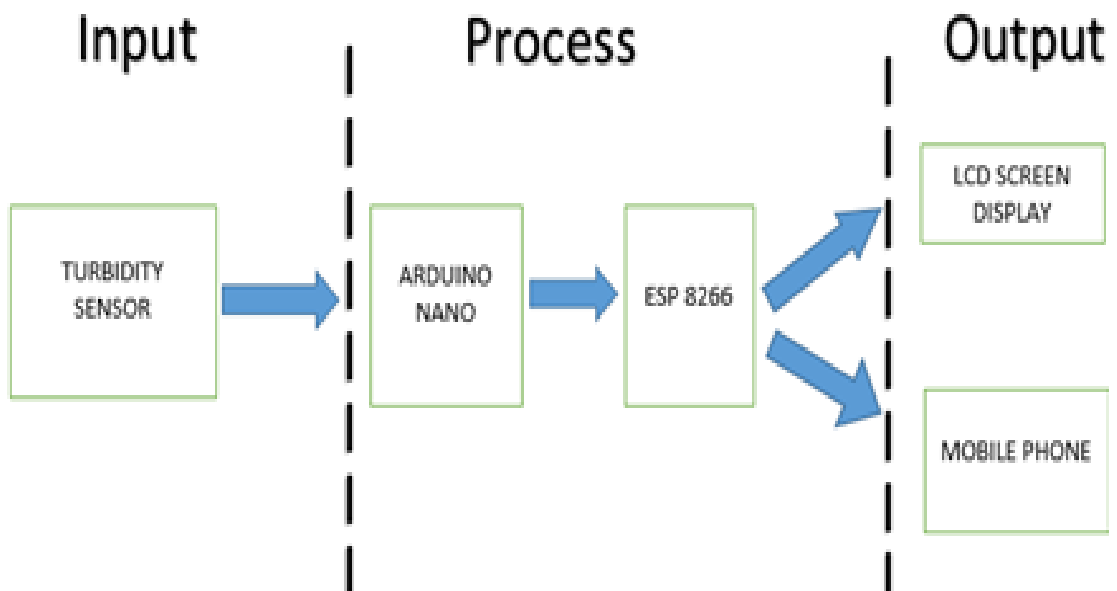 Input
Process
Output
TURBIDITY
SENSOR
ARDUINO
NANO
ESP 8266
LCD SCREEN
DISPLAY
MOBILE PHONE